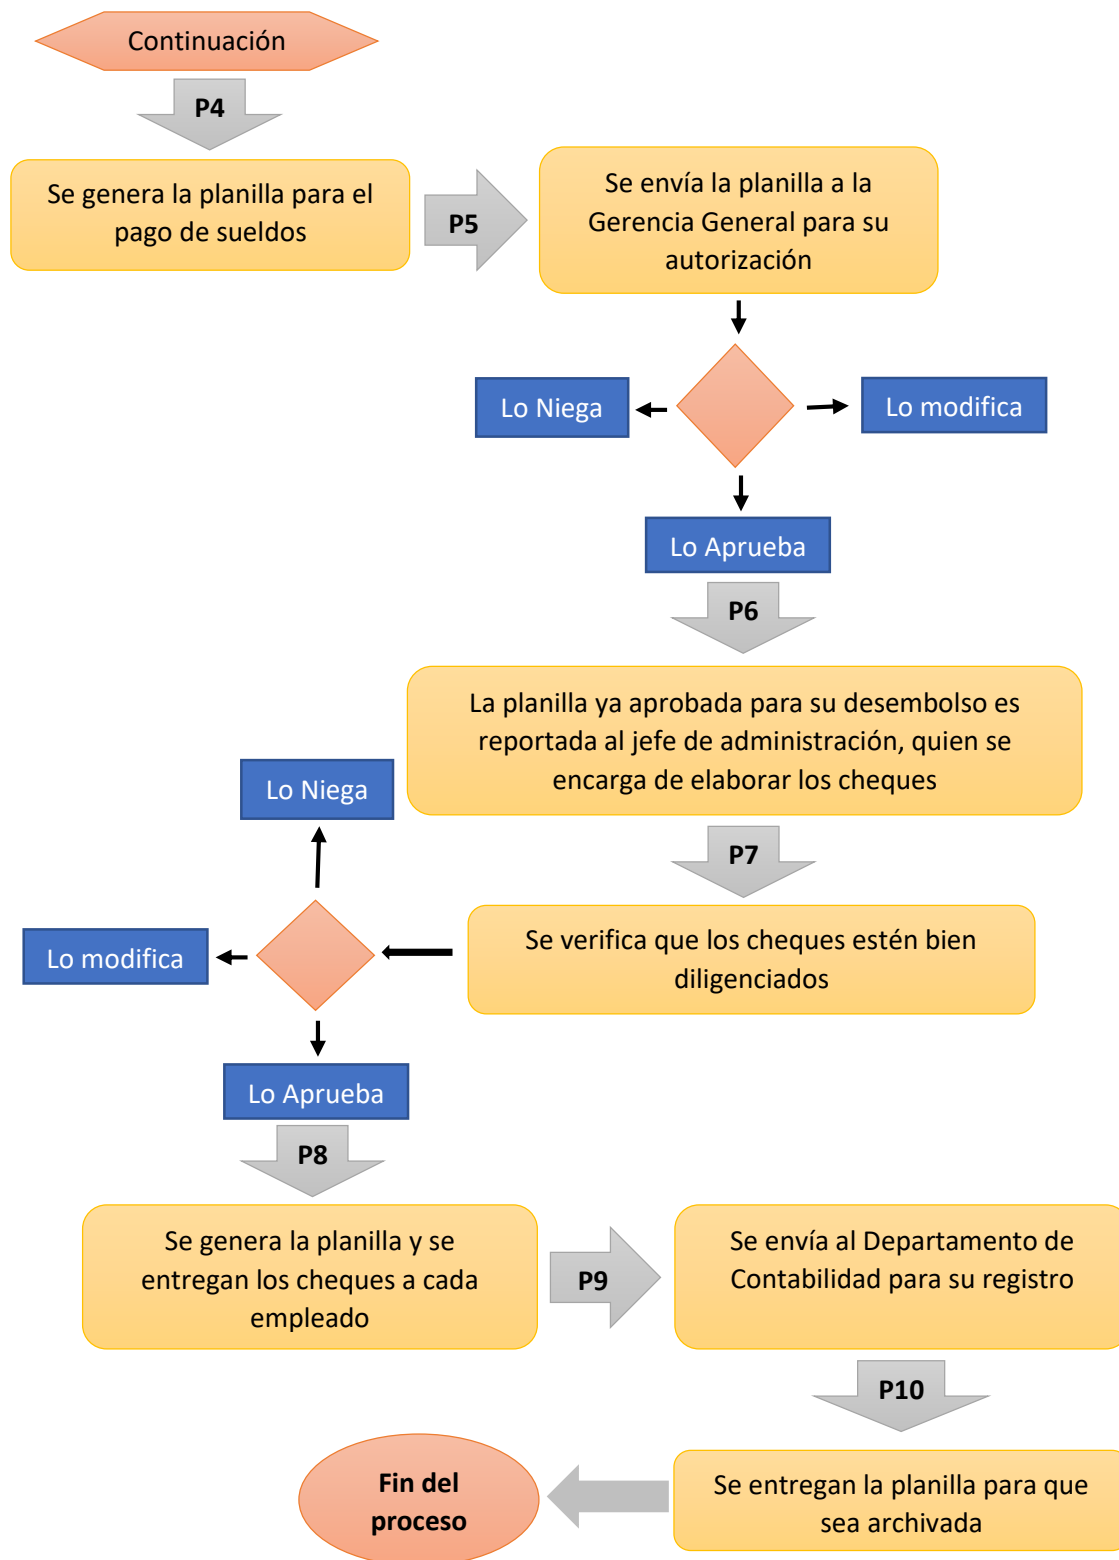 Continuación
P4
Se genera la planilla para el
pago de sueldos
P5
Se envía la planilla a la
Gerencia General para su
autorización
Lo Niega
Lo modifica
Lo Aprueba
P6
La planilla ya aprobada para su desembolso es
reportada al jefe de administración, quien se
encarga de elaborar los cheques
P7
Se verifica que los cheques estén bien
diligenciados
Lo Niega
Lo modifica
Lo Aprueba
P8
Se genera la planilla y se
entregan los cheques a cada
empleado
P9
Se envía al Departamento de
Contabilidad para su registro
P10
Se entregan la planilla para que
sea archivada
Fin del
proceso